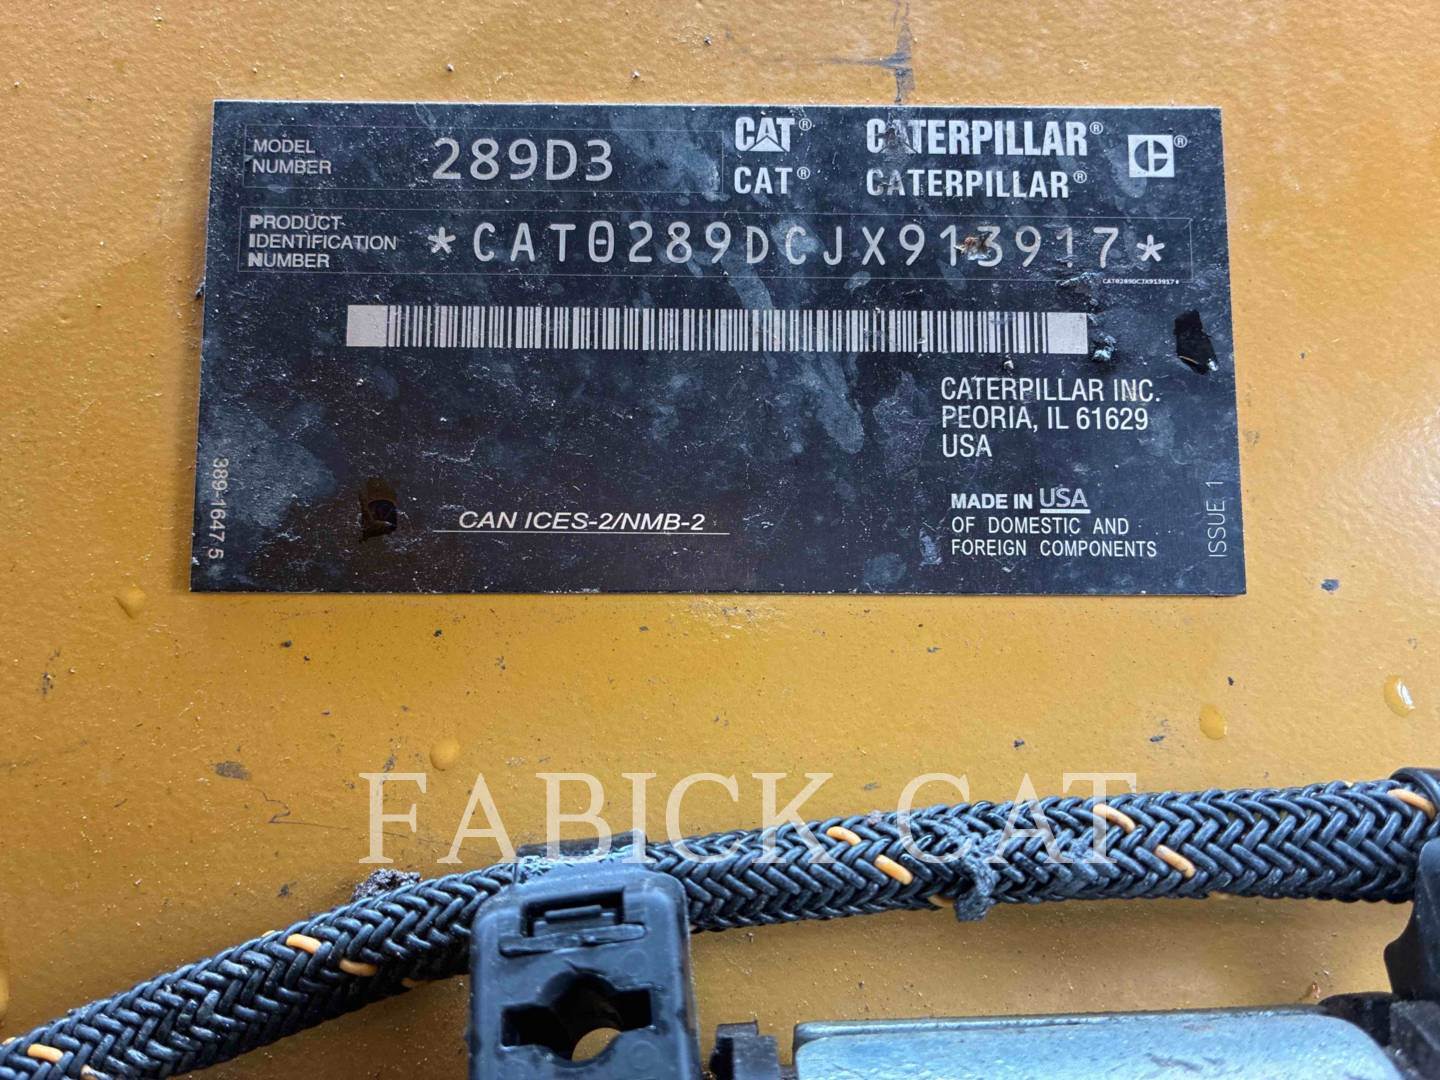 MODEL NUMBER 289D3
CAT® CATERPILLAR® ®
CAT® CATERPILLAR®
PRODUCT IDENTIFICATION NUMBER *CAT0289DCJX913917*
CAT0289DCJX913917*
CATERPILLAR INC.
PEORIA, IL 61629
USA
MADE IN USA
OF DOMESTIC AND
FOREIGN COMPONENTS
CAN ICES-2/NMB-2
389-1647 5
ISSUE 1
FABICK CAT